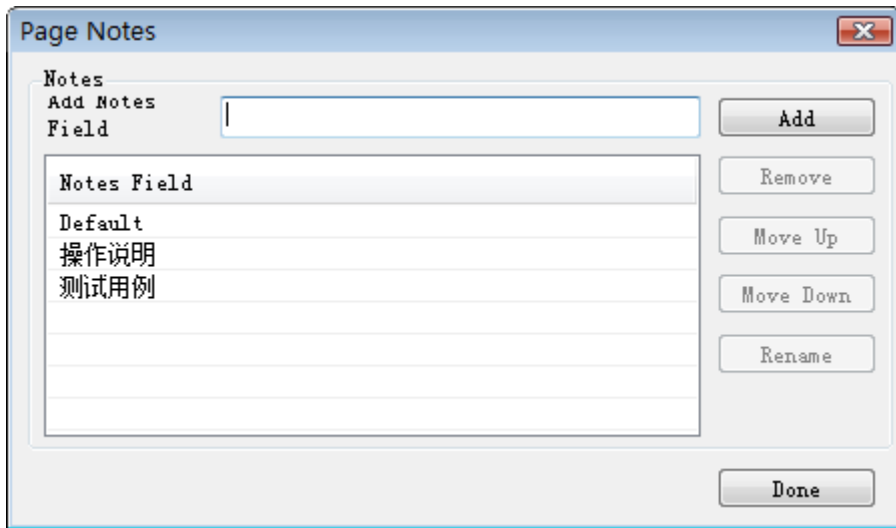 Page Notes
Notes
Add Notes
Field
Add
Notes Field
Remove
Default
操作说明
Move Up
测试用例
Move Down
Rename
Done